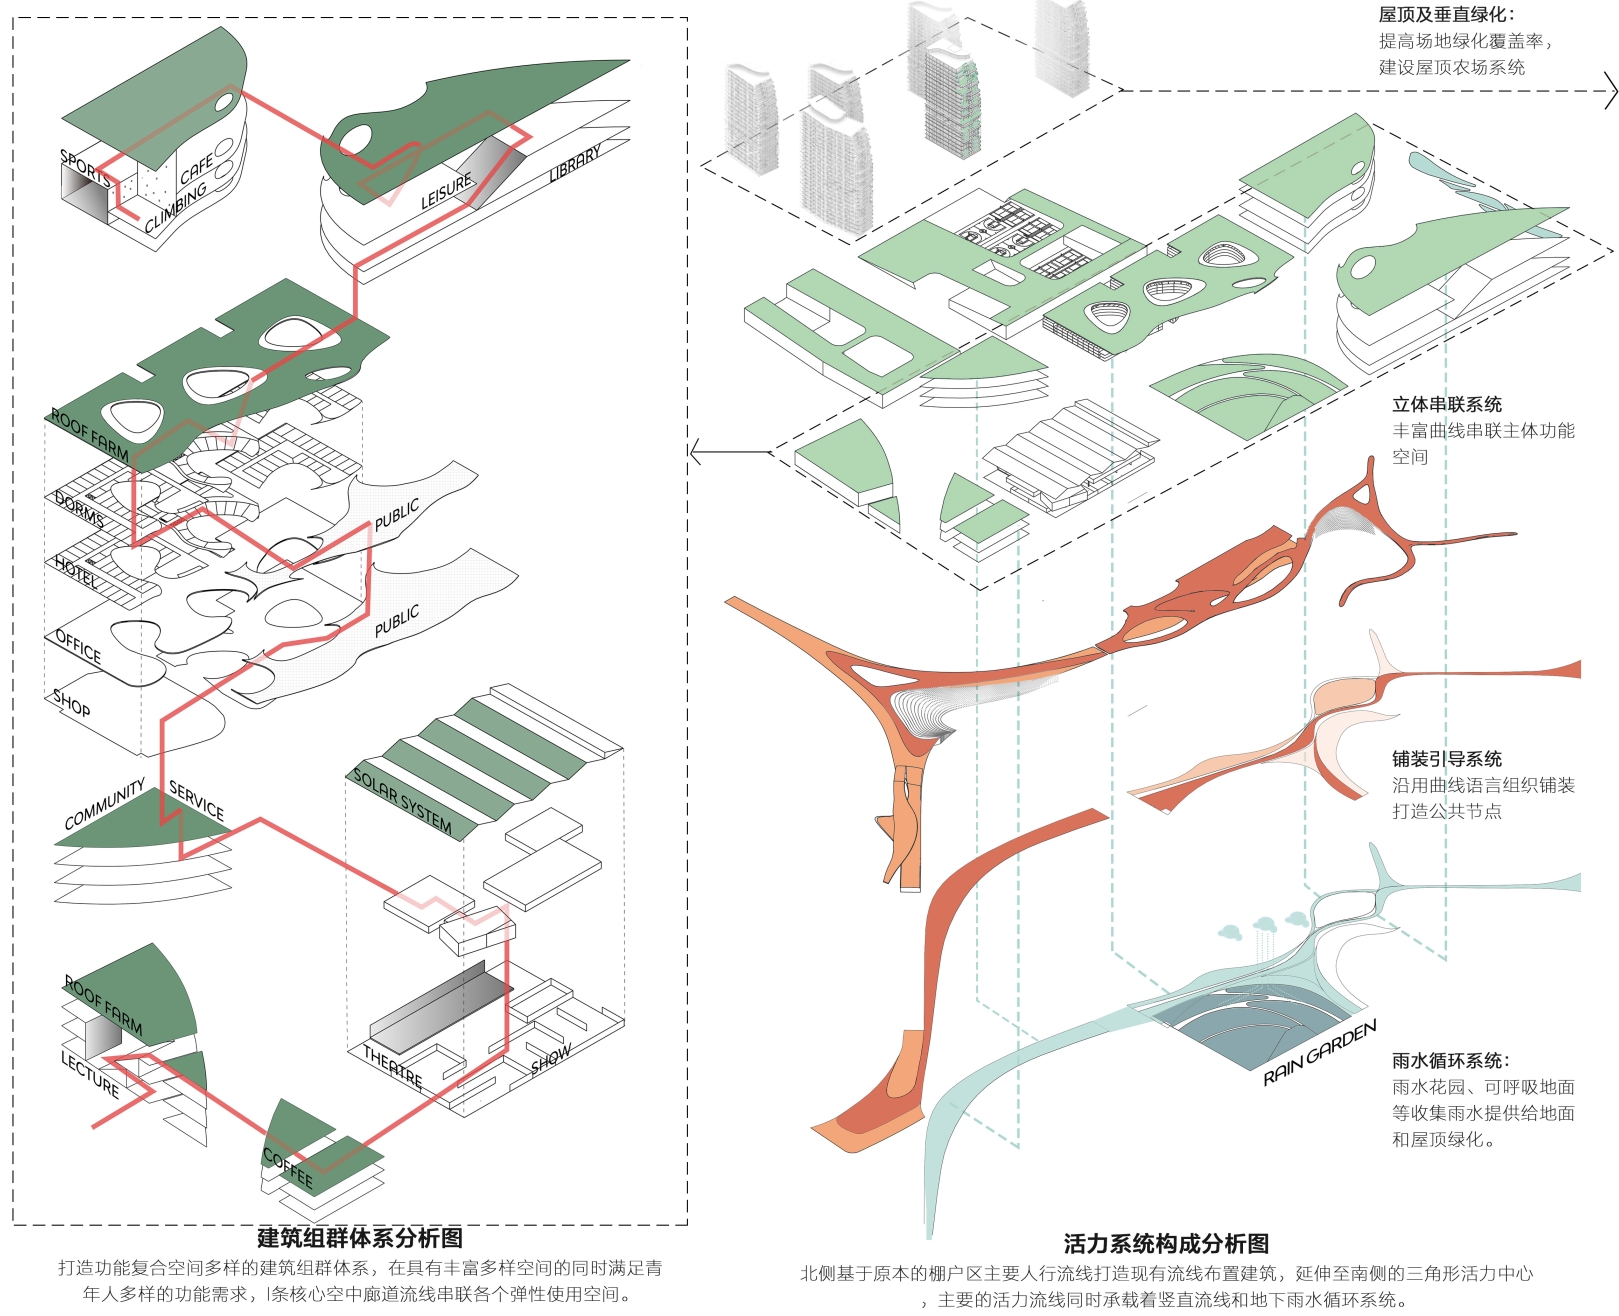 屋顶及垂直绿化：
提高场地绿化覆盖率，
建设屋顶农场系统
SPORTS
CAFE
CLIMBING
LEISURE
LIBRARY
ROOF FARM
DORMS
PUBLIC
HOTEL
PUBLIC
OFFICE
SHOP
立体串联系统
丰富曲线串联主体功能
空间
COMMUNITY
SERVICE
SOLAR SYSTEM
铺装引导系统
沿用曲线语言组织铺装
打造公共节点
ROOF FARM
LECTURE
THEATRE
SHOW
COFFEE
RAIN GARDEN
雨水循环系统：
雨水花园、可呼吸地面
等收集雨水提供给地面
和屋顶绿化。
建筑组群体系分析图
打造功能复合空间多样的建筑组群体系，在具有丰富多样空间的同时满足青
年人多样的功能需求，1条核心空中廊道流线串联各个弹性使用空间。
活力系统构成分析图
北侧基于原本的棚户区主要人行流线打造现有流线布置建筑，延伸至南侧的三角形活力中心
，主要的活力流线同时承载着竖直流线和地下雨水循环系统。